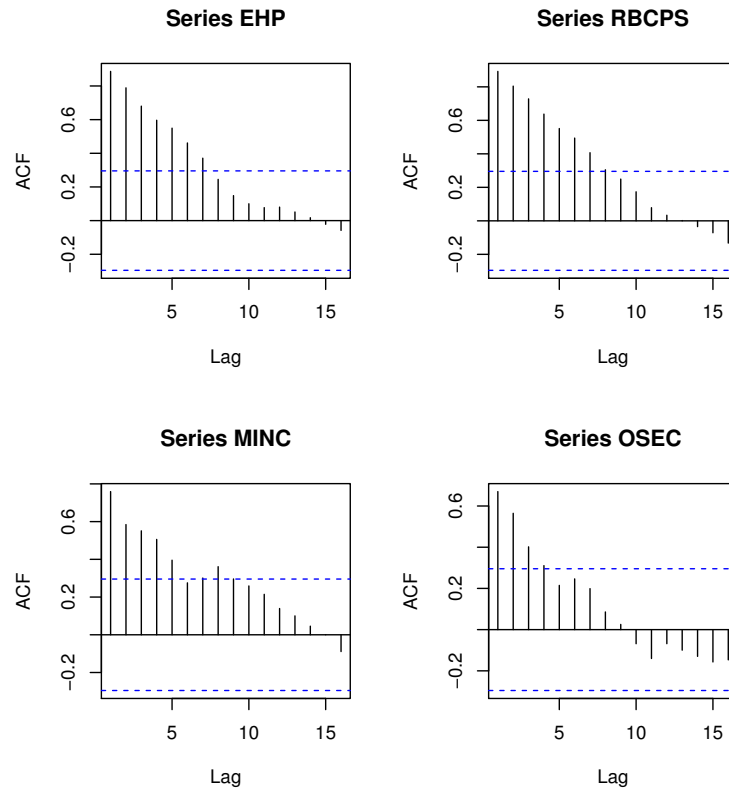 Series EHP
ACF
−0.2
0.2
0.6
5
10
15
Lag
Series RBCPS
ACF
−0.2
0.2
0.6
5
10
15
Lag
Series MINC
ACF
−0.2
0.2
0.6
5
10
15
Lag
Series OSEC
ACF
−0.2
0.2
0.6
5
10
15
Lag